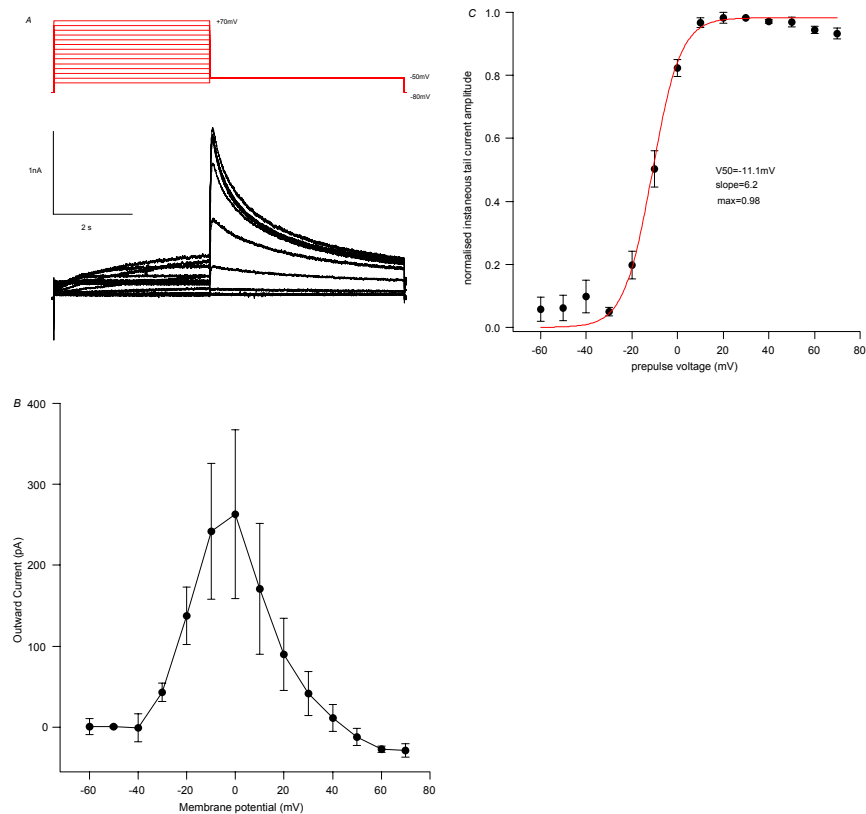 A
+70mV
-50mV
-80mV
1nA
2 s
C
normalised instaneous tail current amplitude
1.0
0.8
0.6
0.4
0.2
0.0
V50=-11.1mV
slope=6.2
max=0.98
-60 -40 -20 0 20 40 60 80
prepulse voltage (mV)
B
Outward Current (pA)
400
300
200
100
0
-60 -40 -20 0 20 40 60 80
Membrane potential (mV)